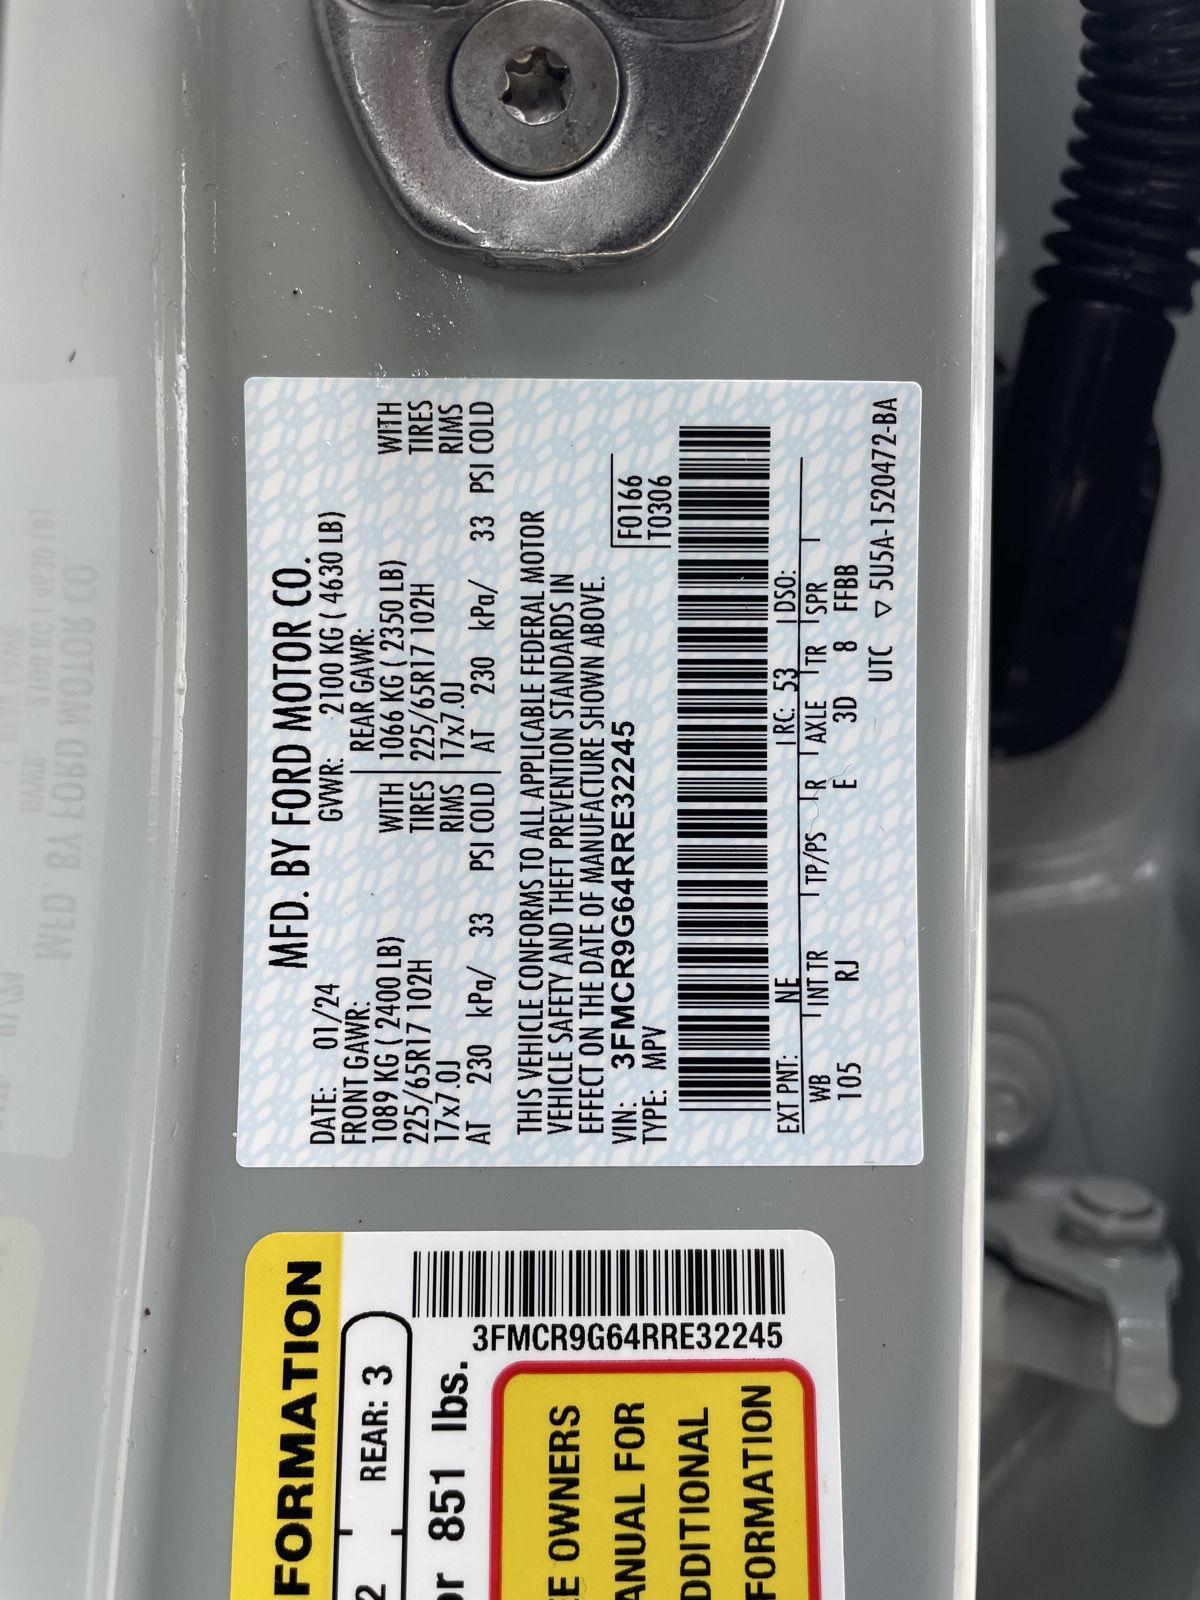 MFD. BY FORD MOTOR CO.
DATE: 01/24 GVWR: 2100 KG ( 4630 LB)
FRONT GAWR: REAR GAWR:
1089 KG ( 2400 LB) WITH 1066 KG ( 2350 LB) WITH
225/65R17 102H TIRES 225/65R17 102H TIRES
17x7.0J RIMS 17x7.0J RIMS
AT 230 kPa/ 33 PSI COLD AT 230 kPa/ 33 PSI COLD
THIS VEHICLE CONFORMS TO ALL APPLICABLE FEDERAL MOTOR
VEHICLE SAFETY AND THEFT PREVENTION STANDARDS IN
EFFECT ON THE DATE OF MANUFACTURE SHOWN ABOVE.
VIN: 3FMCR9G64RRE32245 F0166
TYPE: MPV T0306
EXT PNT: NE RC: 53 DSO:
WB INT TR TP/PS R AXLE TR SPR
105 RJ E 3D 8 FFBB
UTC ▽ 5U5A-1520472-BA
FORMATION
2 REAR: 3
or 851 lbs.
3FMCR9G64RRE32245
EE OWNERS
ANUAL FOR
DDITIONAL
FORMATION